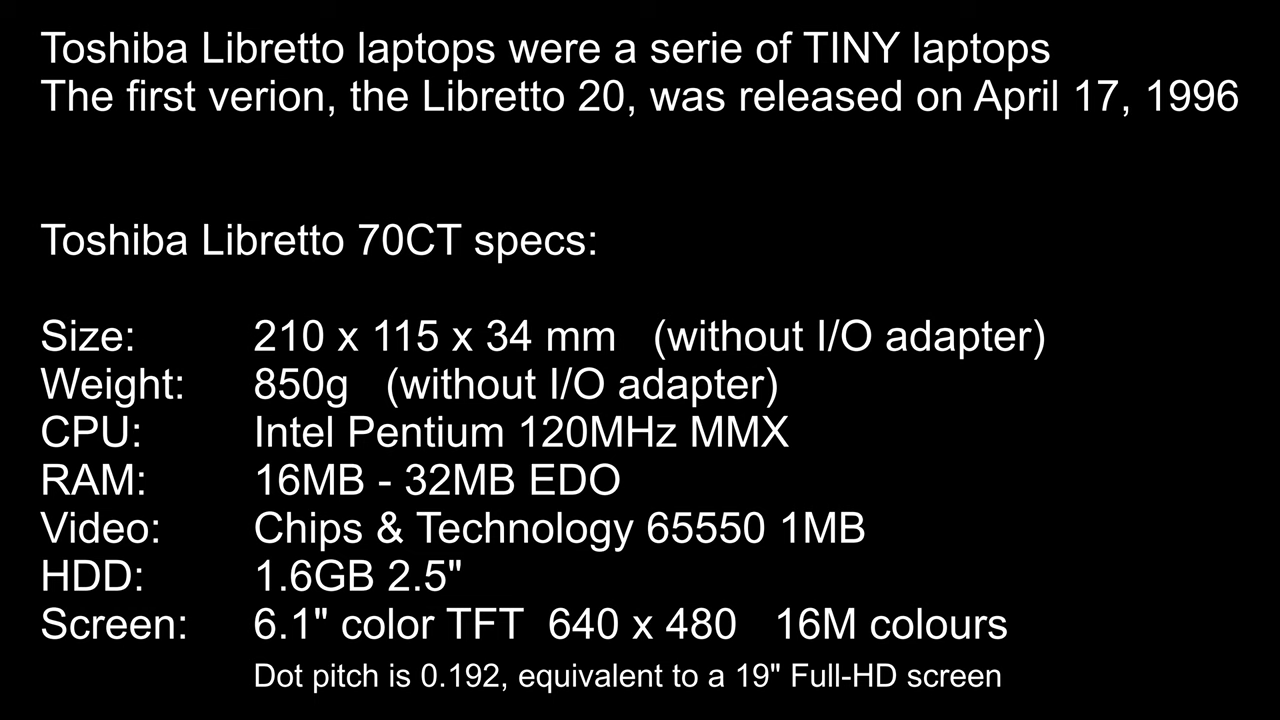 Toshiba Libretto laptops were a serie of TINY laptops
The first verion, the Libretto 20, was released on April 17, 1996
Toshiba Libretto 70CT specs:
Size: 210 x 115 x 34 mm (without I/O adapter)
Weight: 850g (without I/O adapter)
CPU: Intel Pentium 120MHz MMX
RAM: 16MB - 32MB EDO
Video: Chips & Technology 65550 1MB
HDD: 1.6GB 2.5"
Screen: 6.1" color TFT 640 x 480 16M colours
Dot pitch is 0.192, equivalent to a 19" Full-HD screen